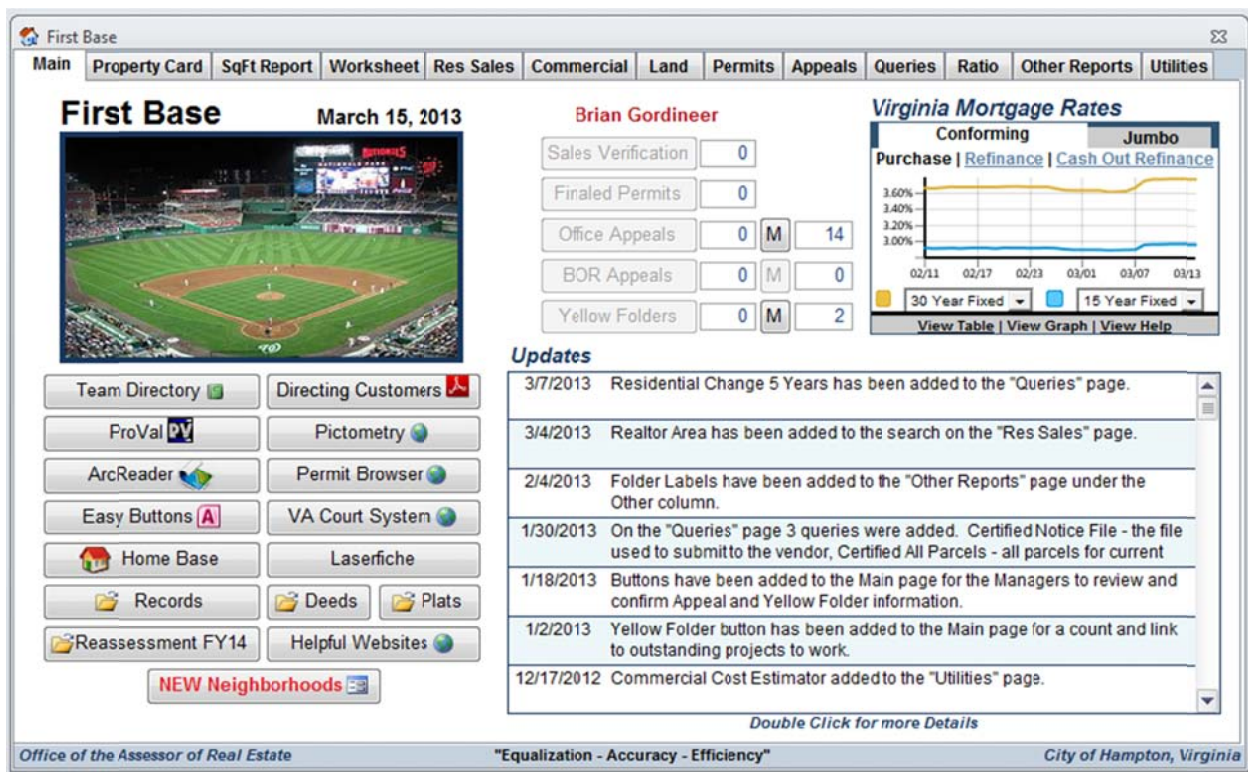 First Base
Main Property Card SqFt Report Worksheet Res Sales Commercial Land Permits Appeals Queries Ratio Other Reports Utilities
First Base
March 15, 2013
NATIONALS
NATIONALS PARK
Team Directory
Directing Customers
ProVal PV
Pictometry
ArcReader
Permit Browser
Easy Buttons A
VA Court System
Home Base
Laserfiche
Records
Deeds
Plats
Reassessment FY14
Helpful Websites
NEW Neighborhoods
Brian Gordineer
Sales Verification 0
Finaled Permits 0
Office Appeals 0 M 14
BOR Appeals 0 M 0
Yellow Folders 0 M 2
Virginia Mortgage Rates
Conforming Jumbo
Purchase | Refinance | Cash Out Refinance
3.60%
3.40%
3.20%
3.00%
02/11 02/17 02/23 03/01 03/07 03/13
30 Year Fixed 15 Year Fixed
View Table | View Graph | View Help
Updates
3/7/2013 Residential Change 5 Years has been added to the "Queries" page.
3/4/2013 Realtor Area has been added to the search on the "Res Sales" page.
2/4/2013 Folder Labels have been added to the "Other Reports" page under the
Other column.
1/30/2013 On the "Queries" page 3 queries were added. Certified Notice File - the file
used to submit to the vendor, Certified All Parcels - all parcels for current
1/18/2013 Buttons have been added to the Main page for the Managers to review and
confirm Appeal and Yellow Folder information.
1/2/2013 Yellow Folder button has been added to the Main page for a count and link
to outstanding projects to work.
12/17/2012 Commercial Cost Estimator added to the "Utilities" page.
Double Click for more Details
Office of the Assessor of Real Estate "Equalization - Accuracy - Efficiency" City of Hampton, Virginia